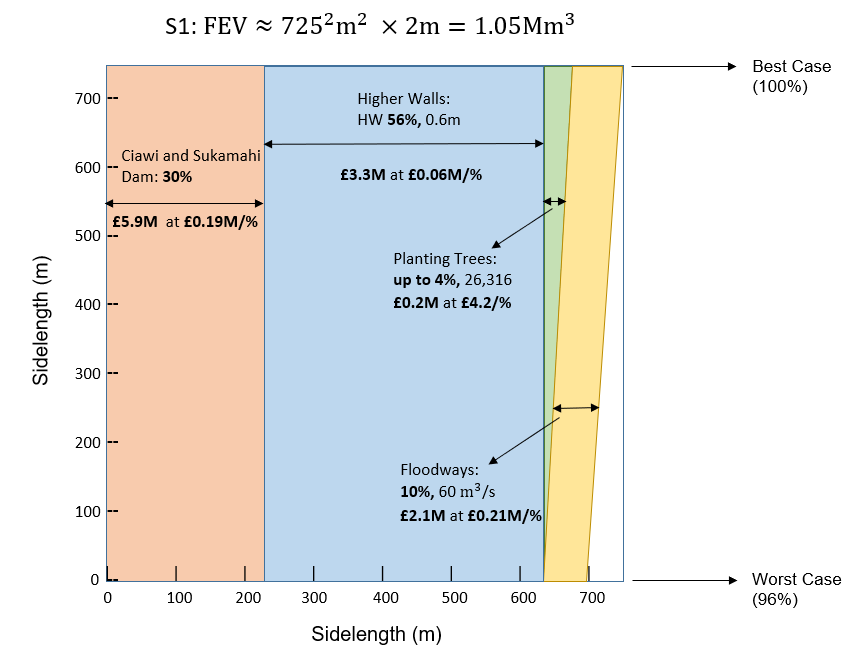 S1: FEV ≈ 725²m² × 2m = 1.05Mm³
Best Case
(100%)
700
Higher Walls:
HW 56%, 0.6m
Ciawi and Sukamahi
Dam: 30%
600
£3.3M at £0.06M/%
£5.9M at £0.19M/%
500
Planting Trees:
up to 4%, 26,316
£0.2M at £4.2/%
400
300
200
Floodways:
10%, 60 m³/s
£2.1M at £0.21M/%
100
0
Sidelength (m)
Worst Case
(96%)
0 100 200 300 400 500 600 700
Sidelength (m)